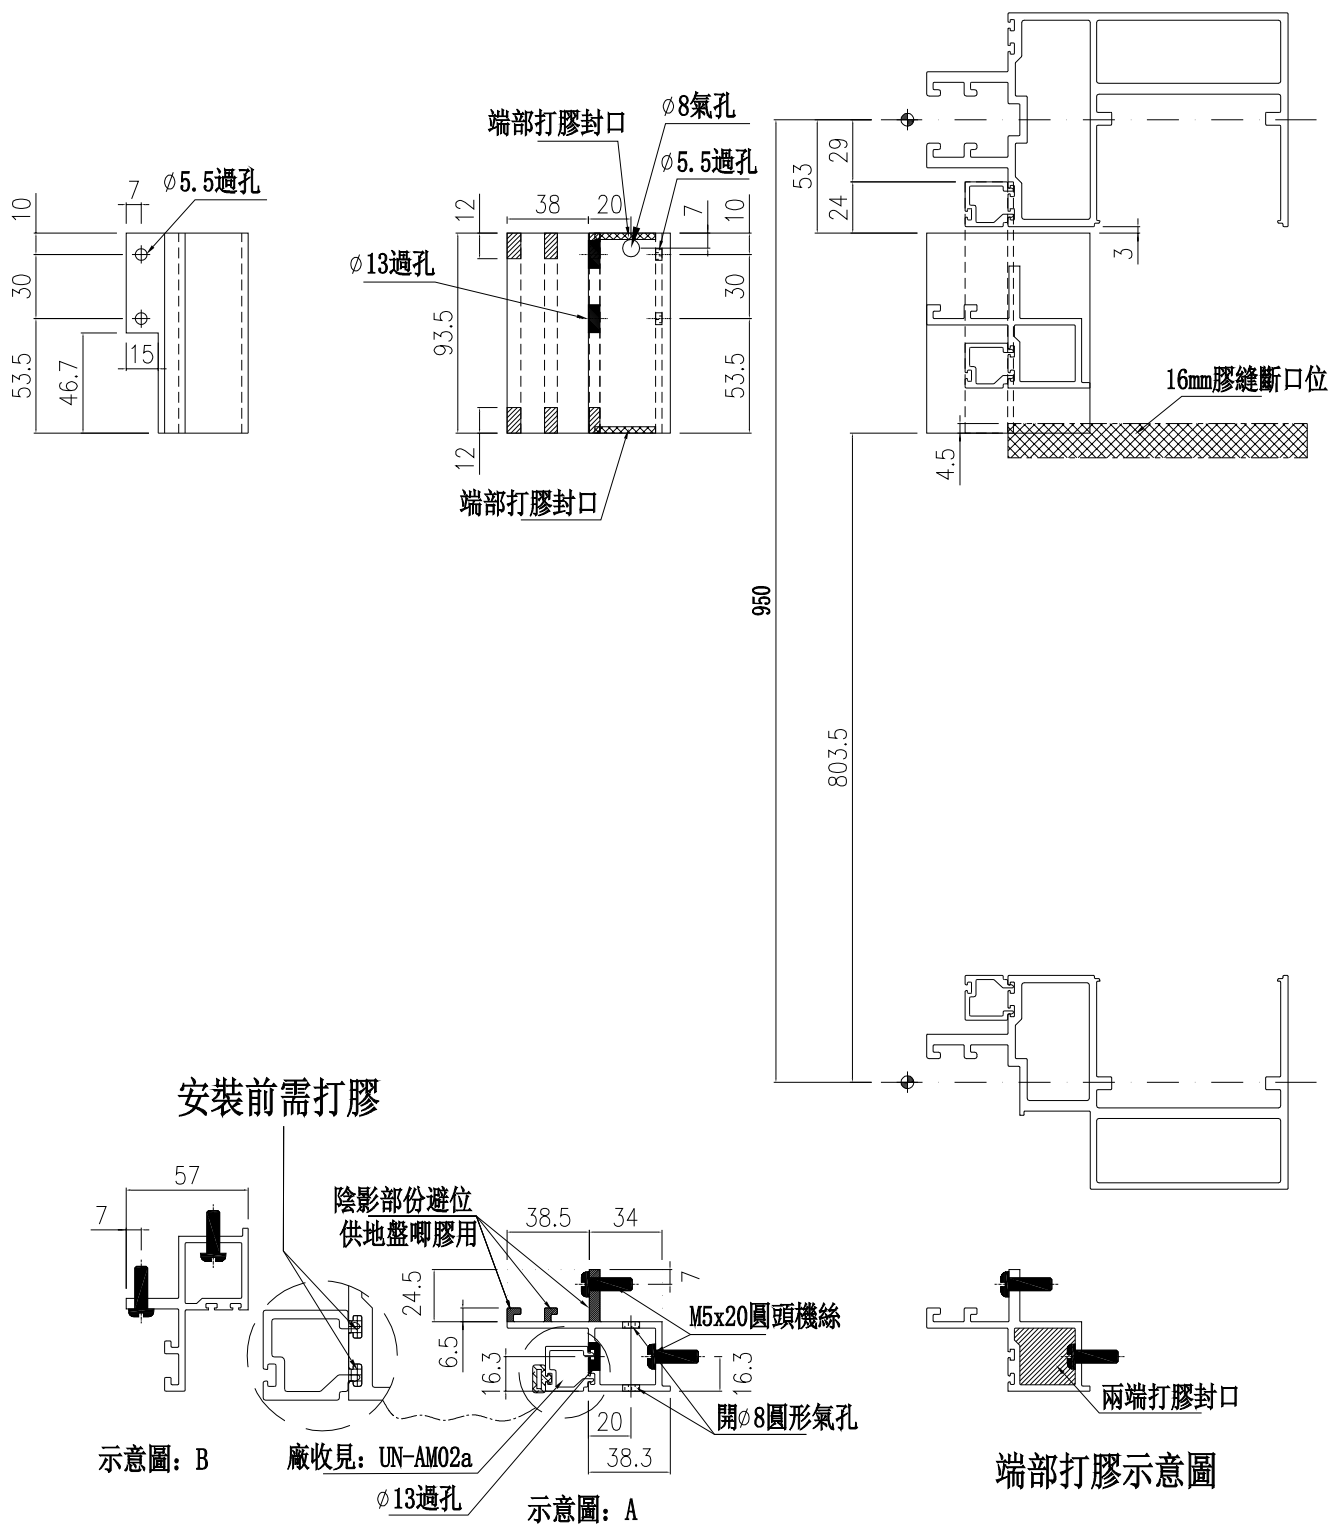 ⌀8氣孔
端部打膠封口
⌀5.5過孔
⌀5.5過孔
7
10
30
53.5
15
46.7
12
38
20
7
10
⌀13過孔
93.5
30
53.5
12
端部打膠封口
53
29
24
3
16mm膠縫斷口位
4.5
950
803.5
安裝前需打膠
57
7
陰影部份避位
供地盤唧膠用
38.5
34
24.5
7
6.5
16.3
M5x20圓頭機絲
16.3
開⌀8圓形氣孔
20
38.3
兩端打膠封口
示意圖: B
廠收見: UN-AM02a
⌀13過孔
示意圖: A
端部打膠示意圖